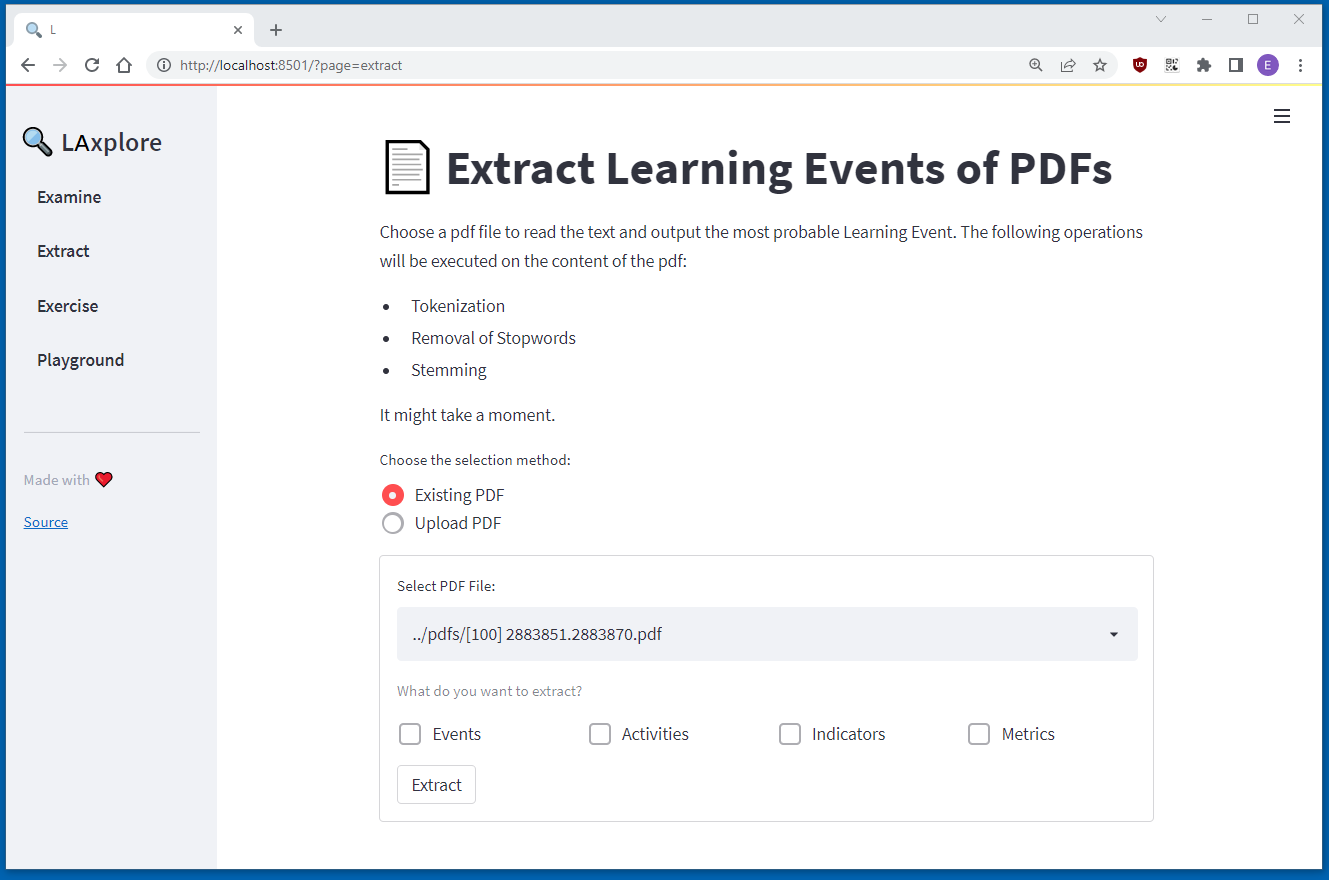 L
http://localhost:8501/?page=extract
E
LAxplore
Examine
Extract
Exercise
Playground
Made with
Source
Extract Learning Events of PDFs
Choose a pdf file to read the text and output the most probable Learning Event. The following operations
will be executed on the content of the pdf:
• Tokenization
• Removal of Stopwords
• Stemming
It might take a moment.
Choose the selection method:
Existing PDF
Upload PDF
Select PDF File:
../pdfs/[100] 2883851.2883870.pdf
What do you want to extract?
Events Activities Indicators Metrics
Extract